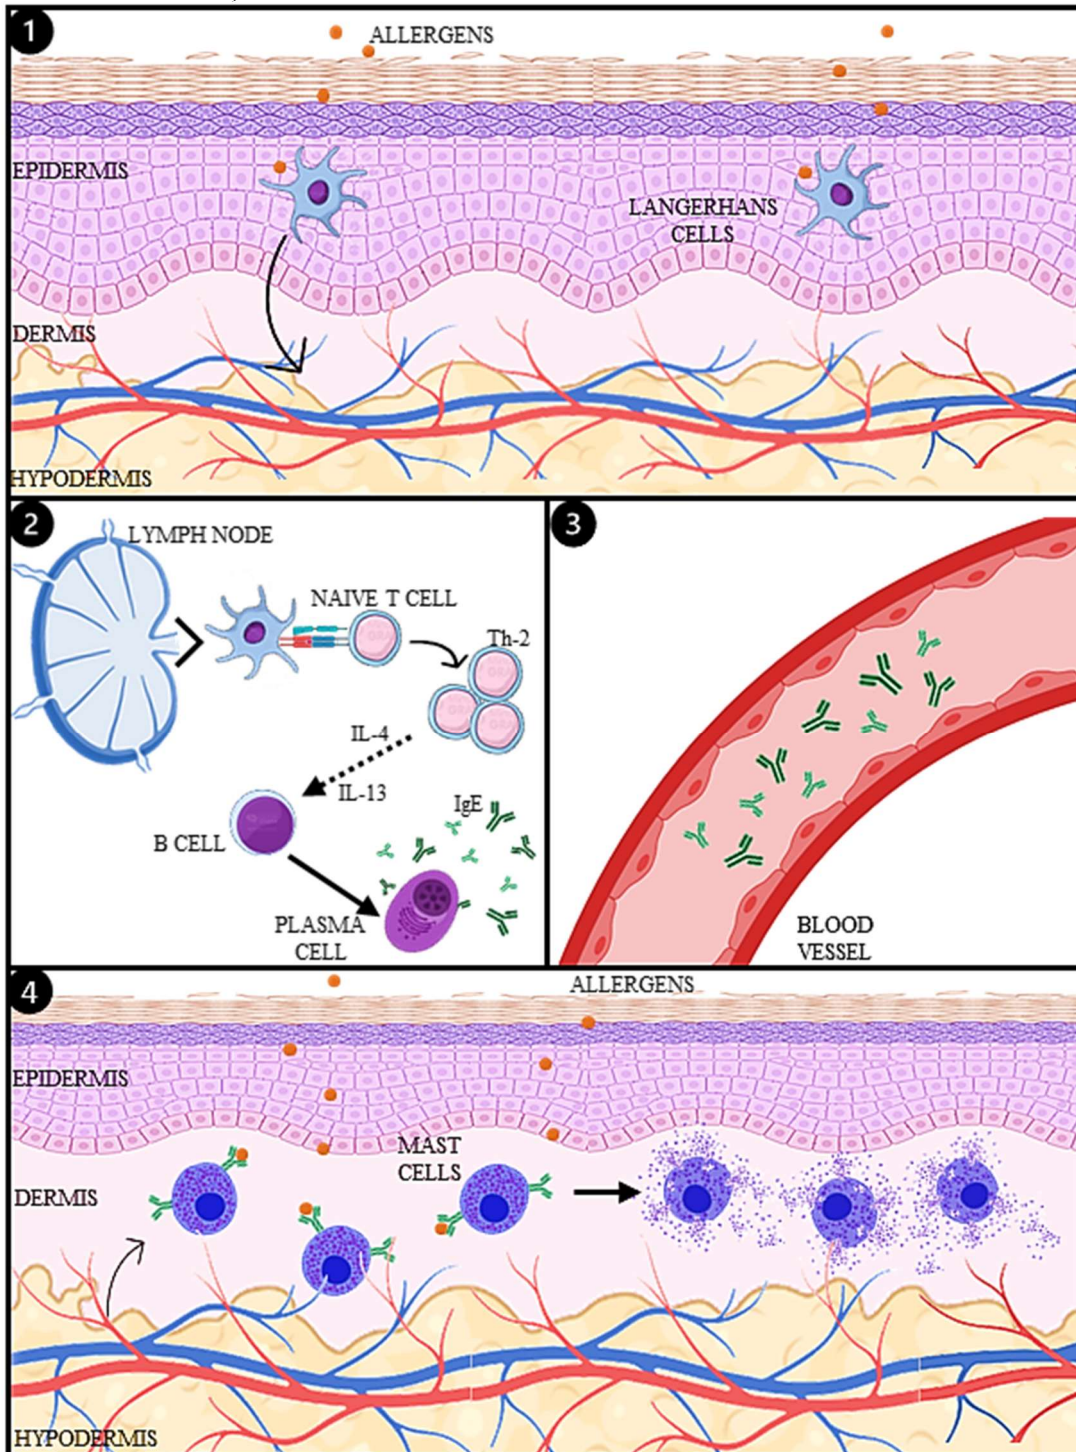 1
ALLERGENS
EPIDERMIS
LANGERHANS
CELLS
DERMIS
HYPODERMIS
2
LYMPH NODE
NAIVE T CELL
Th-2
IL-4
IL-13
B CELL
IgE
PLASMA
CELL
3
BLOOD
VESSEL
4
ALLERGENS
EPIDERMIS
MAST
CELLS
DERMIS
HYPODERMIS